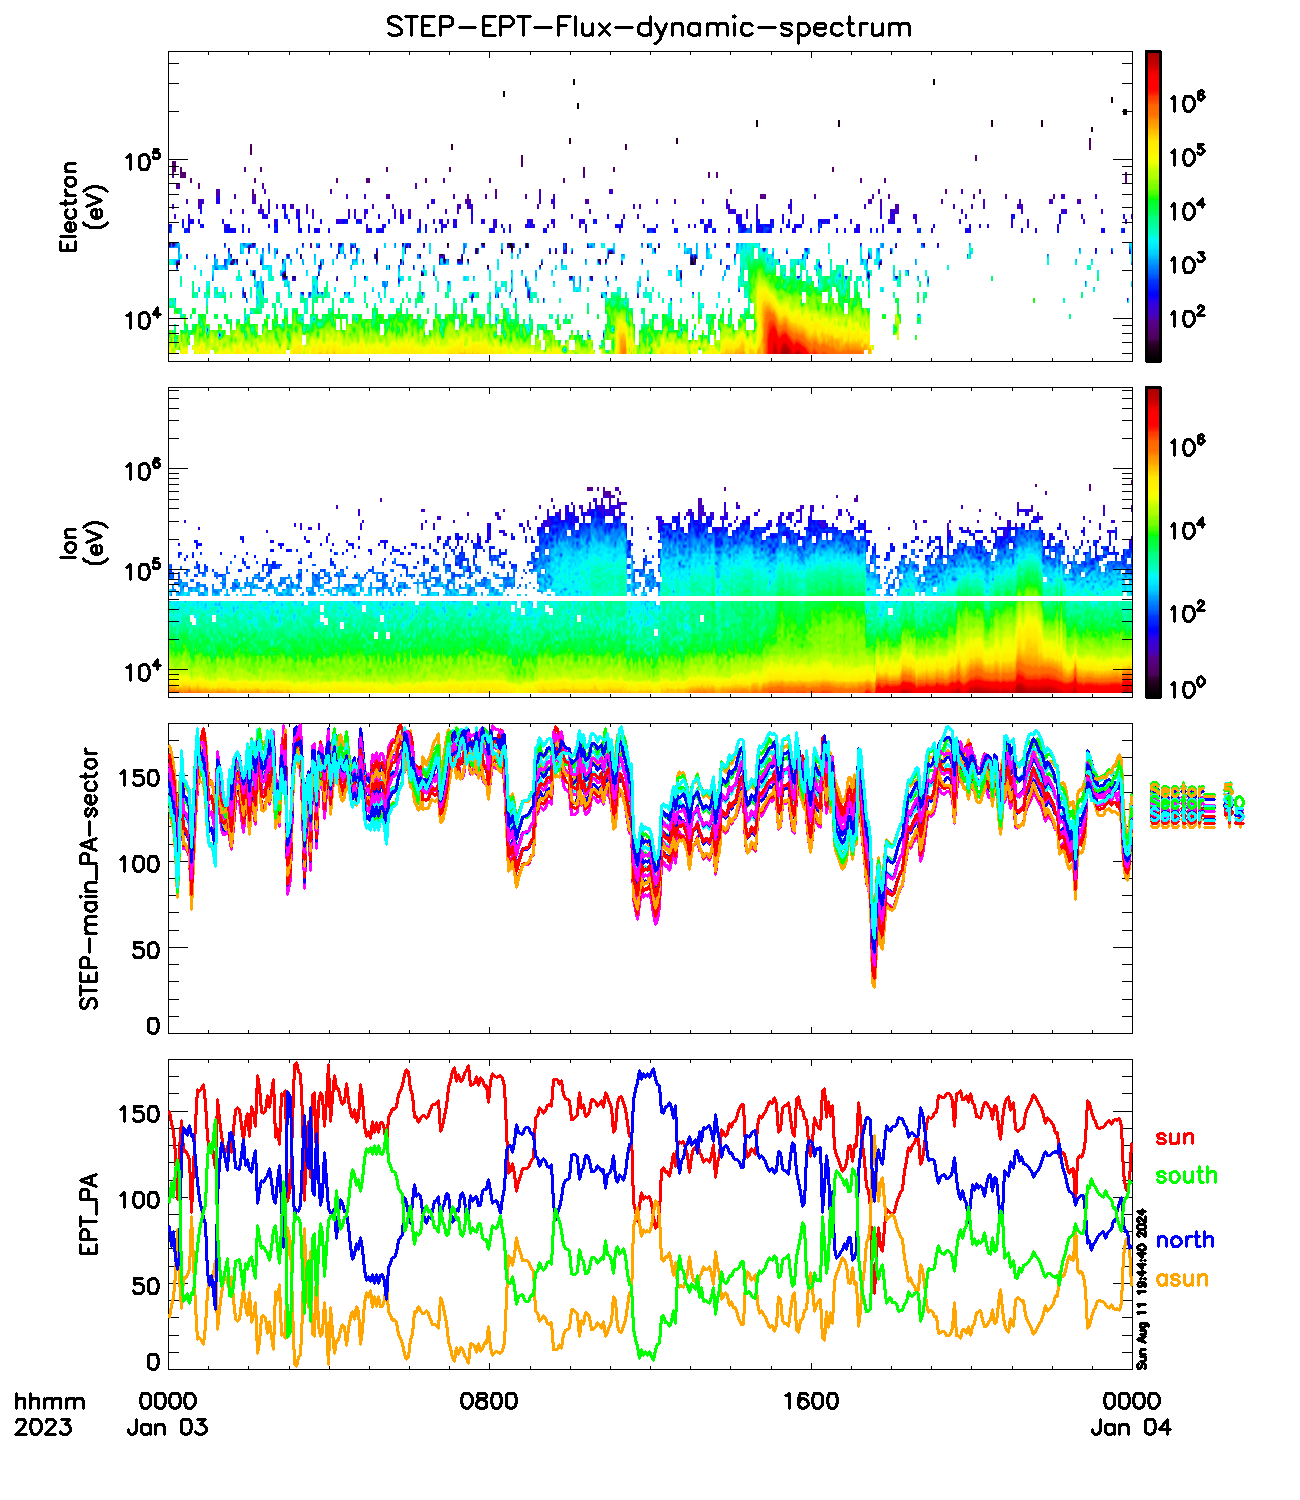 STEP-EPT-Flux-dynamic-spectrum
Electron
(eV)
10^5
10^4
10^6
10^5
10^4
10^3
10^2
Ion
(eV)
10^6
10^5
10^4
10^6
10^4
10^2
10^0
STEP-main_PA-sector
150
100
50
0
EPT_PA
150
100
50
0
sun
south
north
asun
Sun Aug 11 19:44:40 2024
hhmm
2023
0000
Jan 03
0800
1600
0000
Jan 04